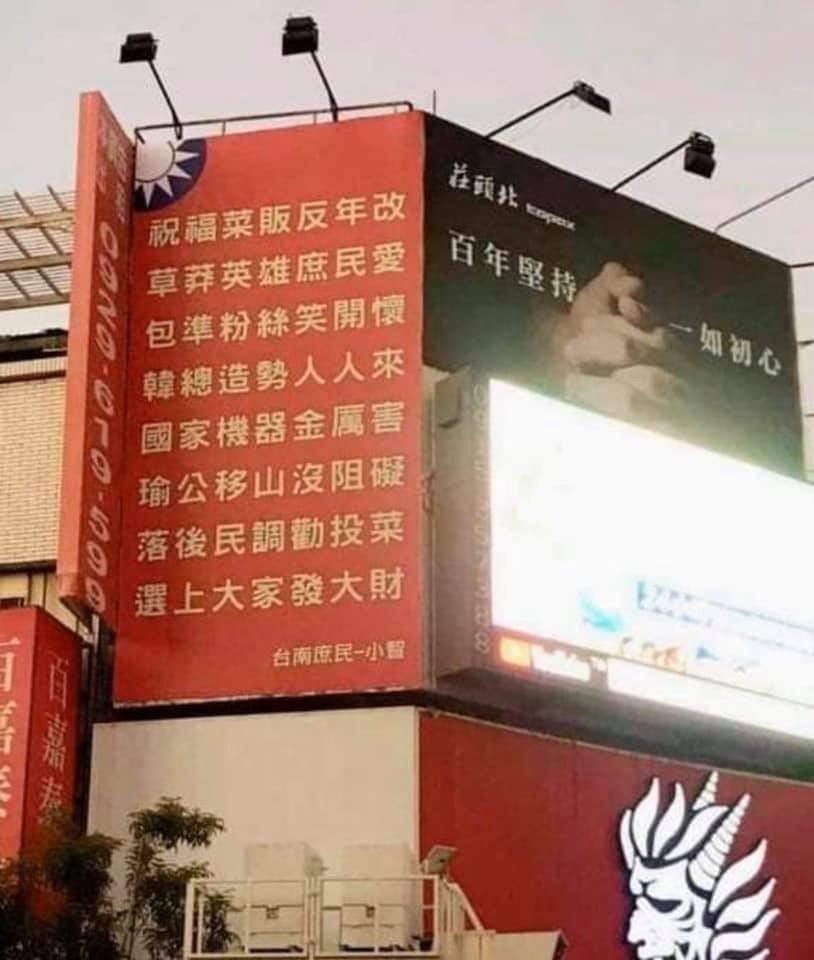 祝福菜販反年改
草莽英雄庶民愛
包準粉絲笑開懷
韓總造勢人人來
國家機器金厲害
瑜公移山沒阻礙
落後民調勸投菜
選上大家發大財
台南庶民-小智
0929-619-599
莊頭北 topax
百年堅持
一如初心
百嘉
百嘉